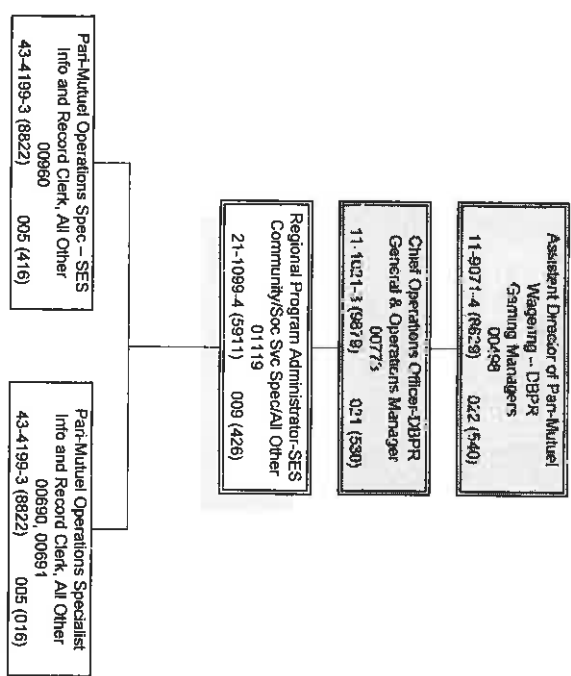 Assistent Director of Pari-Mutuel
Wagering -- DBPR
Gaming Managers
00498
11-9071-4 (8629) 022 (540)
Chief Operations Officer-DBPR
General & Operations Manager
00773
11-1021-3 (9879) 021 (530)
Regional Program Administrator-SES
Community/Soc Svc Spec/All Other
01119
21-1099-4 (5911) 009 (426)
Pari-Mutuel Operations Spec – SES
Info and Record Clerk, All Other
00960
43-4199-3 (8822) 005 (416)
Pari-Mutuel Operations Specialist
Info and Record Clerk, All Other
00690, 00691
43-4199-3 (8822) 005 (016)